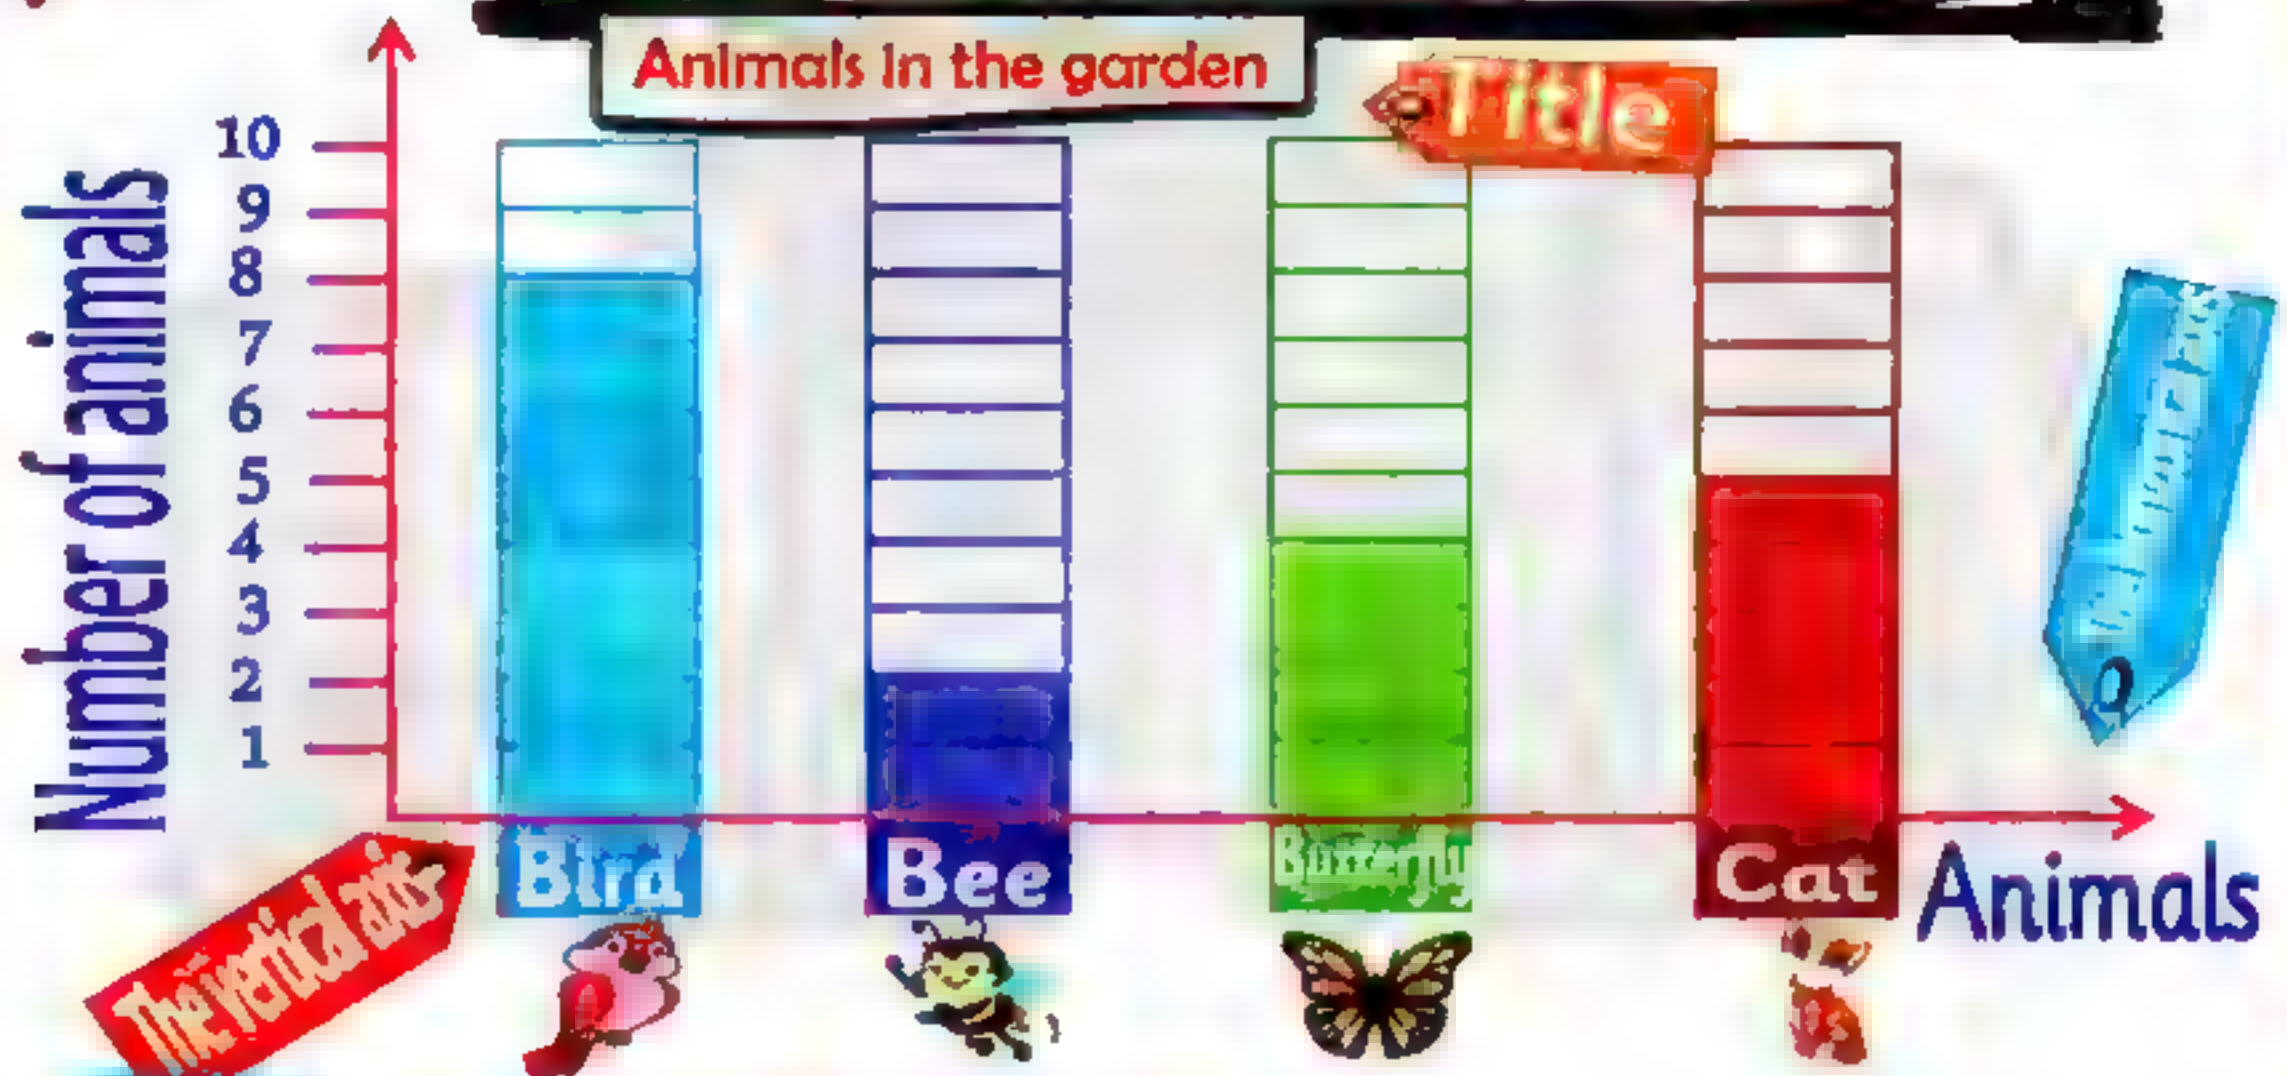 Animals in the garden
Title
Number of animals
10
9
8
7
6
5
4
3
2
1
Bird
Bee
Butterfly
Cat
Animals
The vertical axis